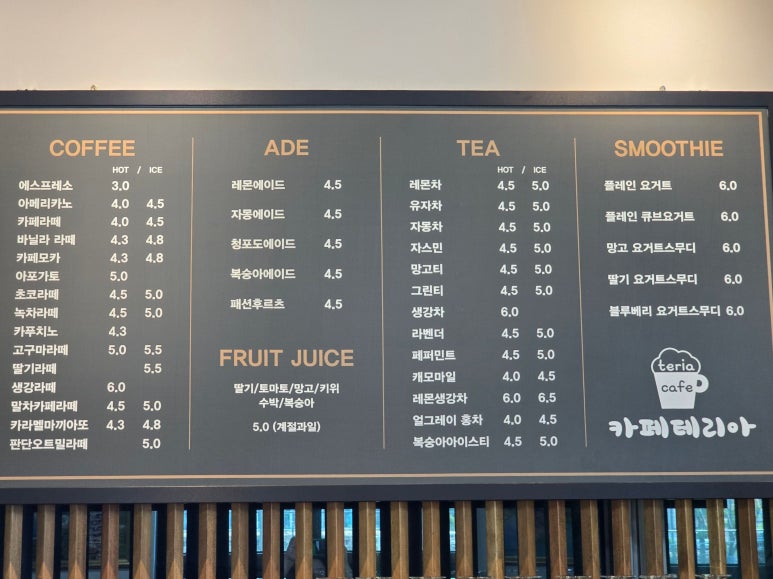 COFFEE
HOT / ICE
에스프레소 3.0
아메리카노 4.0 4.5
카페라떼 4.0 4.5
바닐라 라떼 4.3 4.8
카페모카 4.3 4.8
아포가토 5.0
초코라떼 4.5 5.0
녹차라떼 4.5 5.0
카푸치노 4.3
고구마라떼 5.0 5.5
딸기라떼 5.5
생강라떼 6.0
말차카페라떼 4.5 5.0
카라멜마끼아또 4.3 4.8
판단오트밀라떼 5.0
ADE
레몬에이드 4.5
자몽에이드 4.5
청포도에이드 4.5
복숭아에이드 4.5
패션후르츠 4.5
FRUIT JUICE
딸기/토마토/망고/키위
수박/복숭아
5.0 (계절과일)
TEA
HOT / ICE
레몬차 4.5 5.0
유자차 4.5 5.0
자몽차 4.5 5.0
자스민 4.5 5.0
망고티 4.5 5.0
그린티 4.5 5.0
생강차 6.0
라벤더 4.5 5.0
페퍼민트 4.5 5.0
캐모마일 4.0 4.5
레몬생강차 6.0 6.5
얼그레이 홍차 4.0 4.5
복숭아아이스티 4.5 5.0
SMOOTHIE
플레인 요거트 6.0
플레인 큐브요거트 6.0
망고 요거트스무디 6.0
딸기 요거트스무디 6.0
블루베리 요거트스무디 6.0
teria
cafe
카페테리아